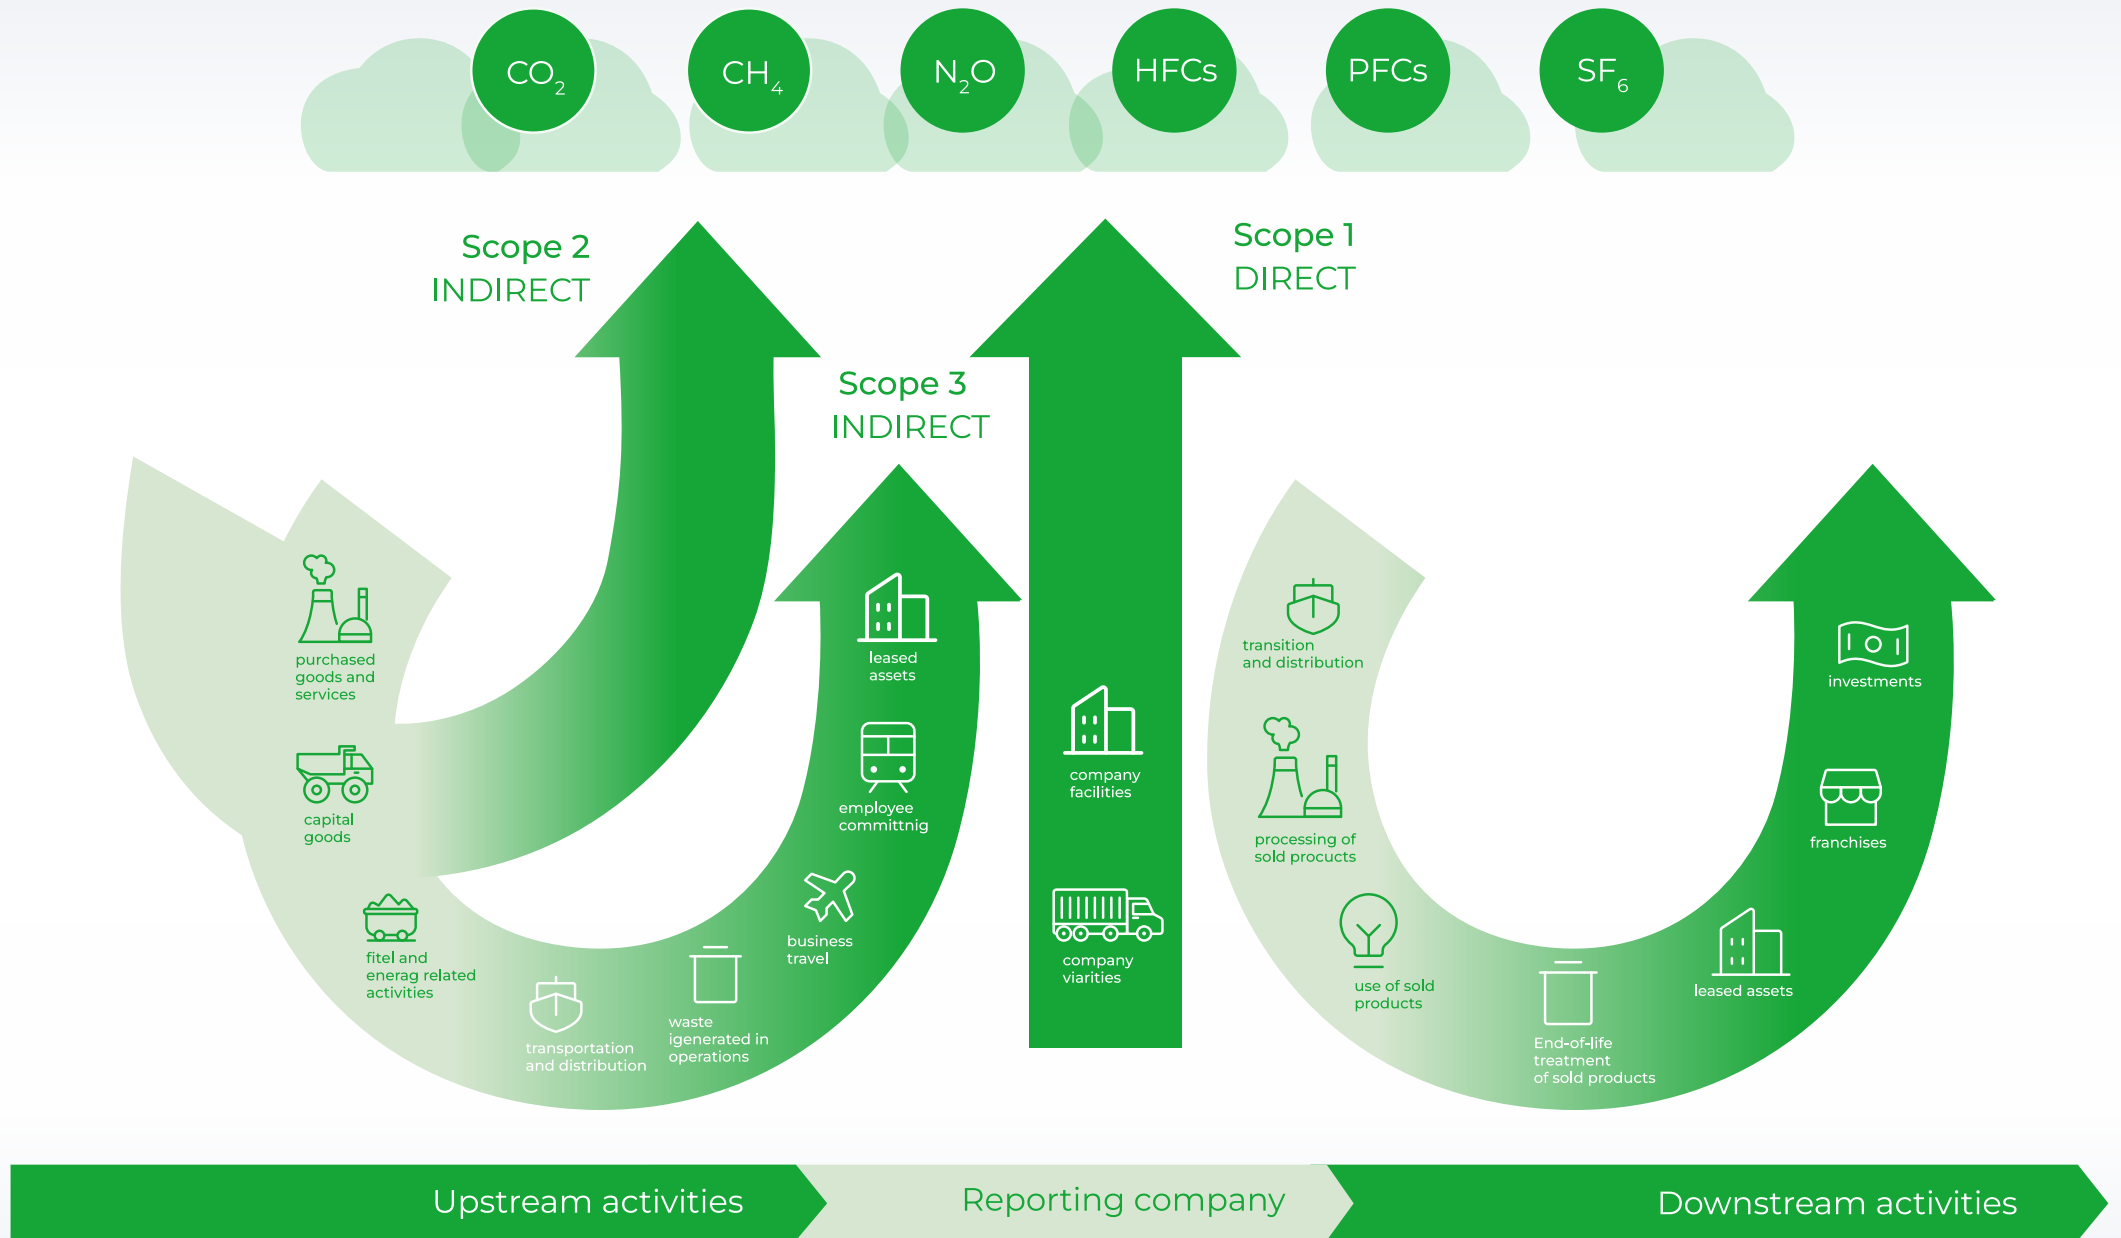 CO₂
CH₄
N₂O
HFCs
PFCs
SF₆
Scope 2
INDIRECT
Scope 1
DIRECT
Scope 3
INDIRECT
purchased
goods and
services
capital
goods
fitel and
enerag related
activities
transportation
and distribution
waste
igenerated in
operations
business
travel
employee
committnig
leased
assets
company
facilities
company
viarities
transition
and distribution
processing of
sold procucts
use of sold
products
End-of-life
treatment
of sold products
leased assets
franchises
investments
Upstream activities
Reporting company
Downstream activities